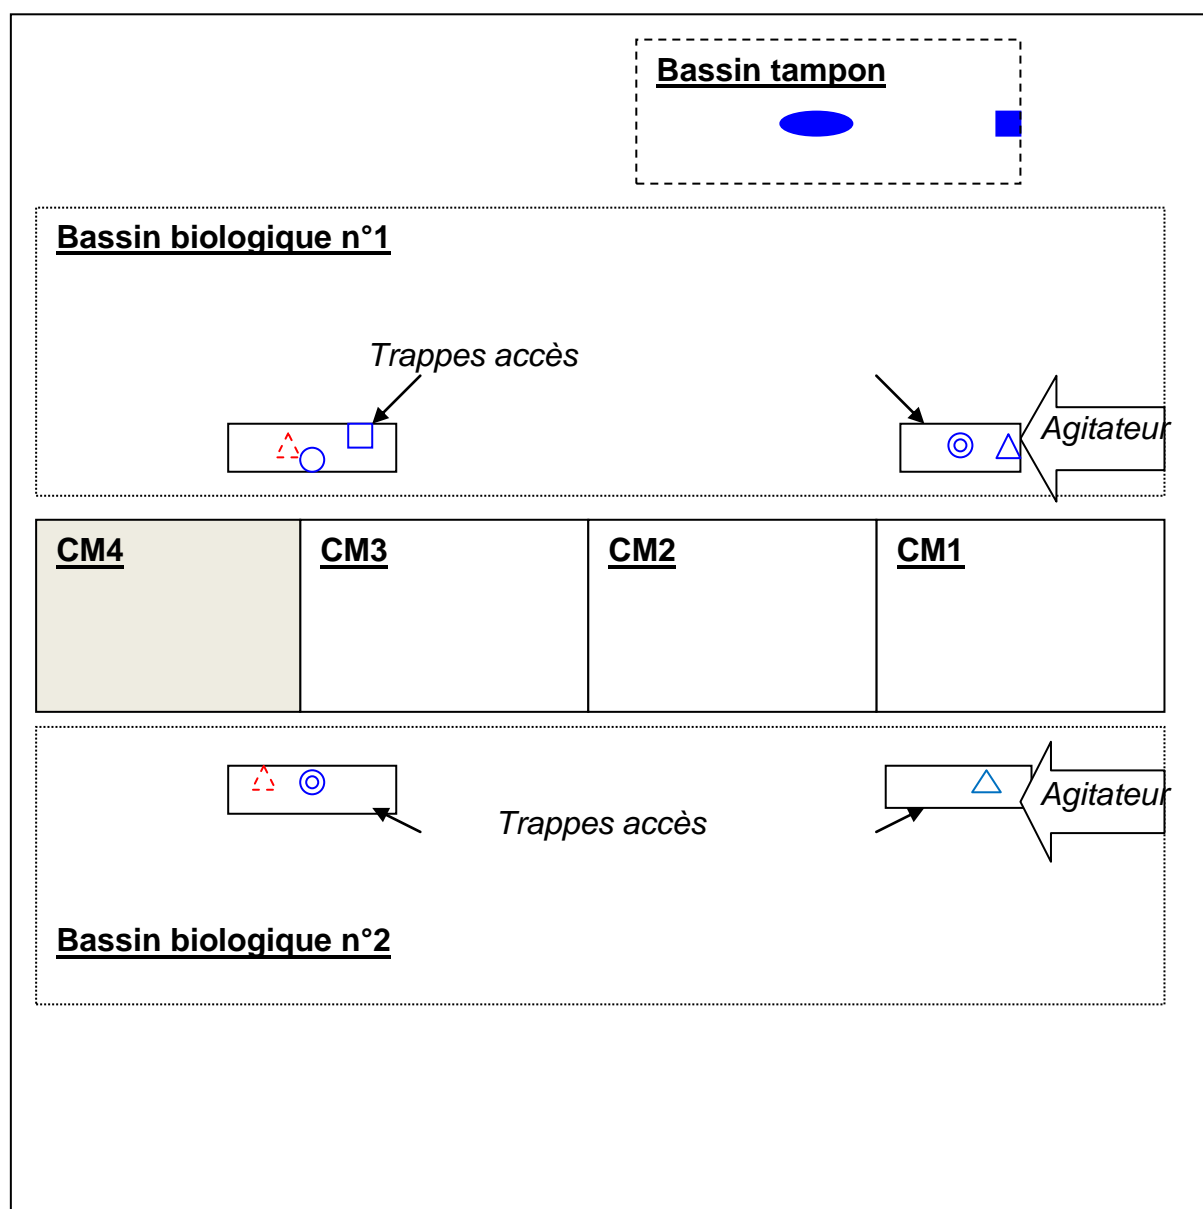 Bassin tampon
Bassin biologique n°1
Trappes accès
Agitateur
CM4
CM3
CM2
CM1
Agitateur
Trappes accès
Bassin biologique n°2